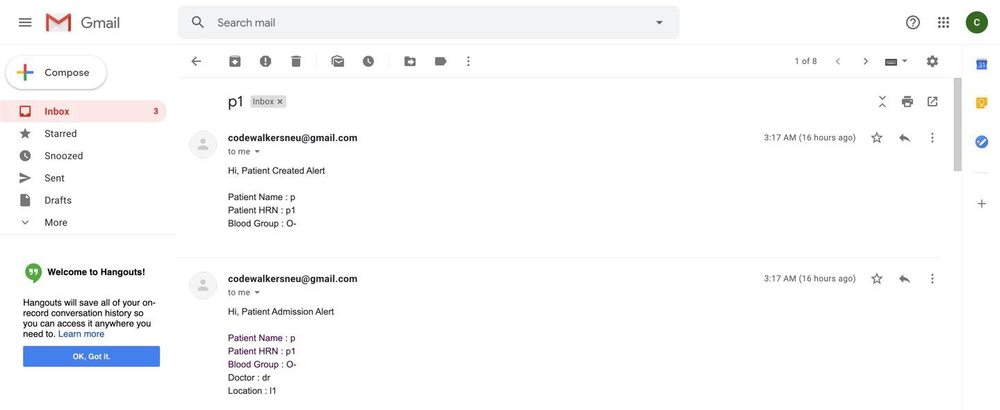 Gmail
Search mail
C
Compose
1 of 8
31
Inbox 3
p1 Inbox ×
Starred
codewalkersneu@gmail.com 3:17 AM (16 hours ago)
to me
Snoozed
Hi, Patient Created Alert
Sent
Patient Name : p
Drafts
Patient HRN : p1
More
Blood Group : O-
Welcome to Hangouts!
codewalkersneu@gmail.com 3:17 AM (16 hours ago)
to me
Hangouts will save all of your on-
record conversation history so
you can access it anywhere you
need to. Learn more
OK, Got it.
Hi, Patient Admission Alert
Patient Name : p
Patient HRN : p1
Blood Group : O-
Doctor : dr
Location : l1